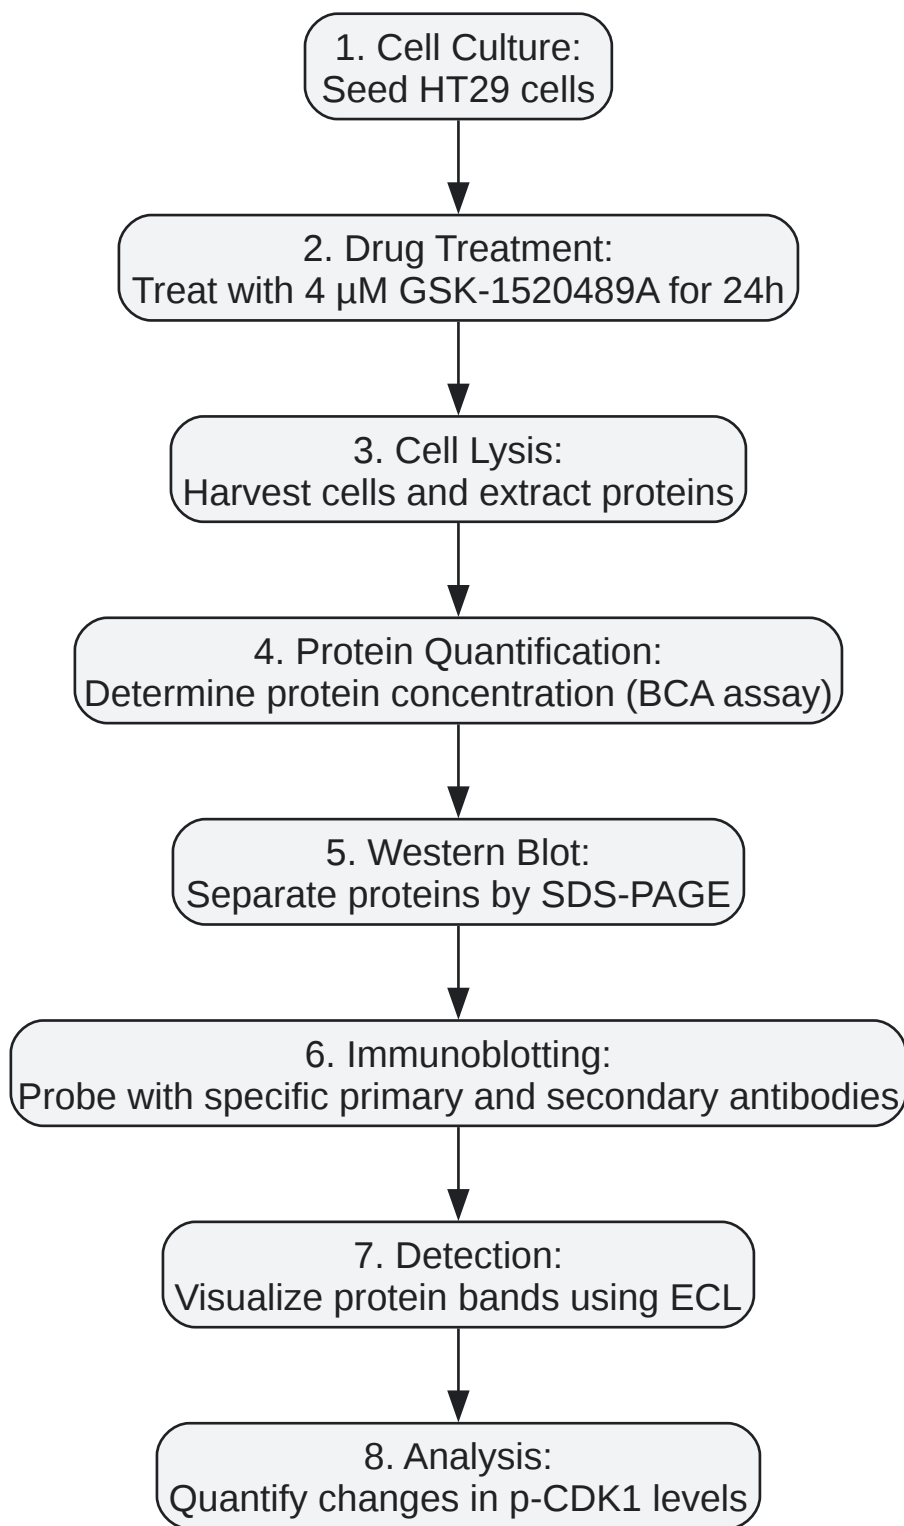 1. Cell Culture:
Seed HT29 cells
2. Drug Treatment:
Treat with 4 µM GSK-1520489A for 24h
3. Cell Lysis:
Harvest cells and extract proteins
4. Protein Quantification:
Determine protein concentration (BCA assay)
5. Western Blot:
Separate proteins by SDS-PAGE
6. Immunoblotting:
Probe with specific primary and secondary antibodies
7. Detection:
Visualize protein bands using ECL
8. Analysis:
Quantify changes in p-CDK1 levels